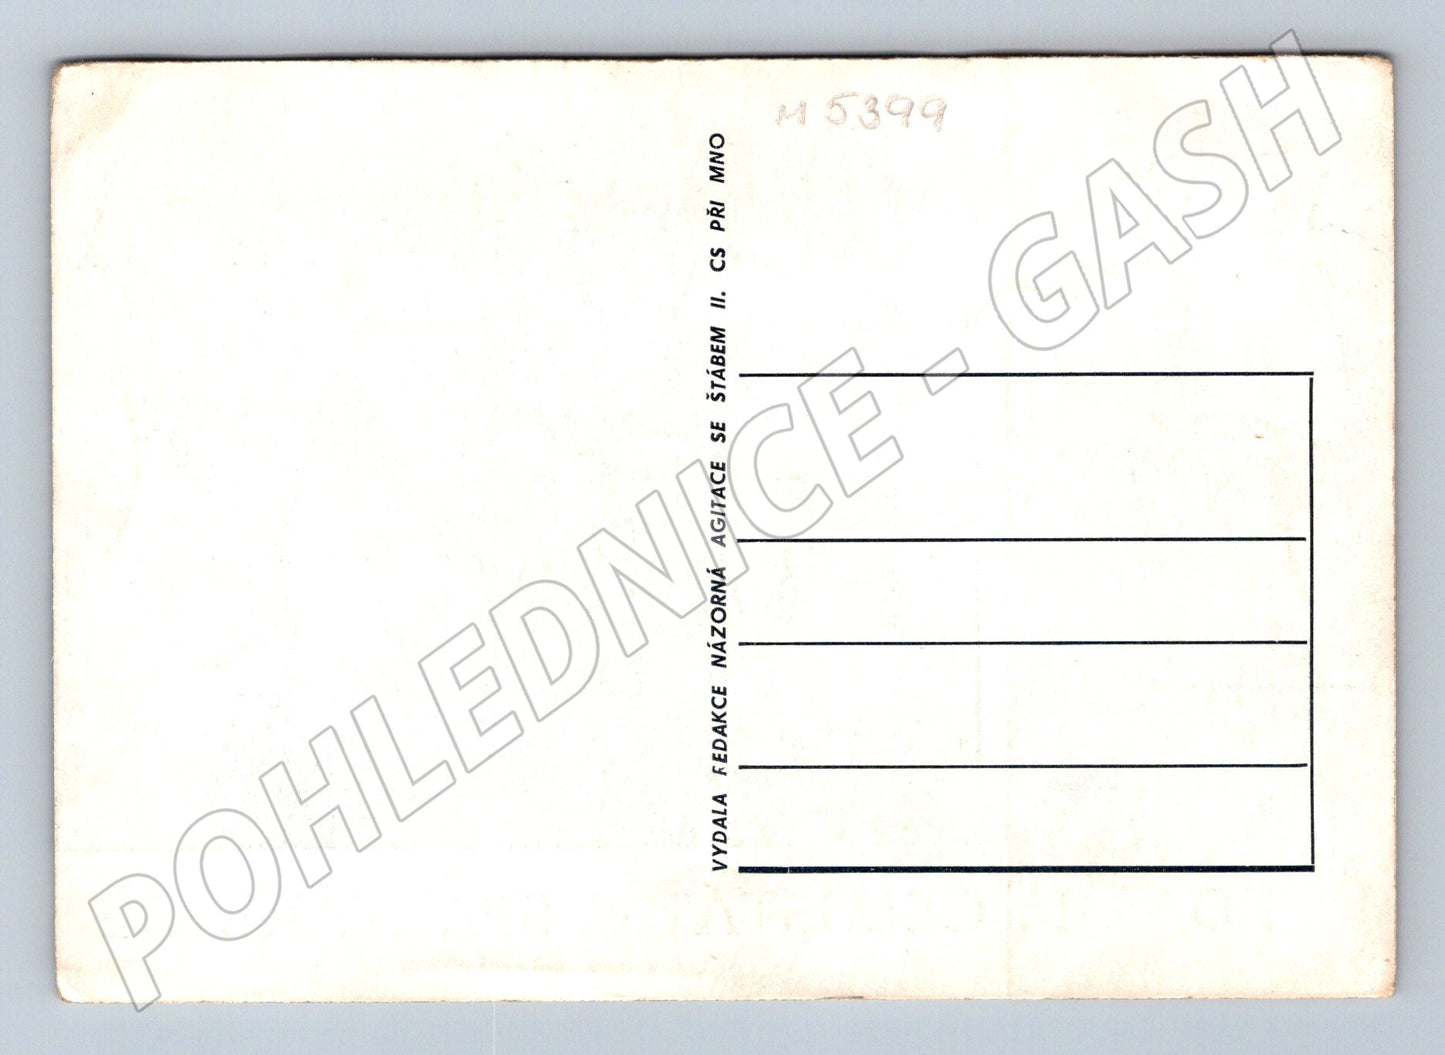 M 5399
VYDALA REDAKCE NÁZORNÁ AGITACE SE ŠTÁBEM II. CS PŘI MNO
POHLEDNICE - GASH